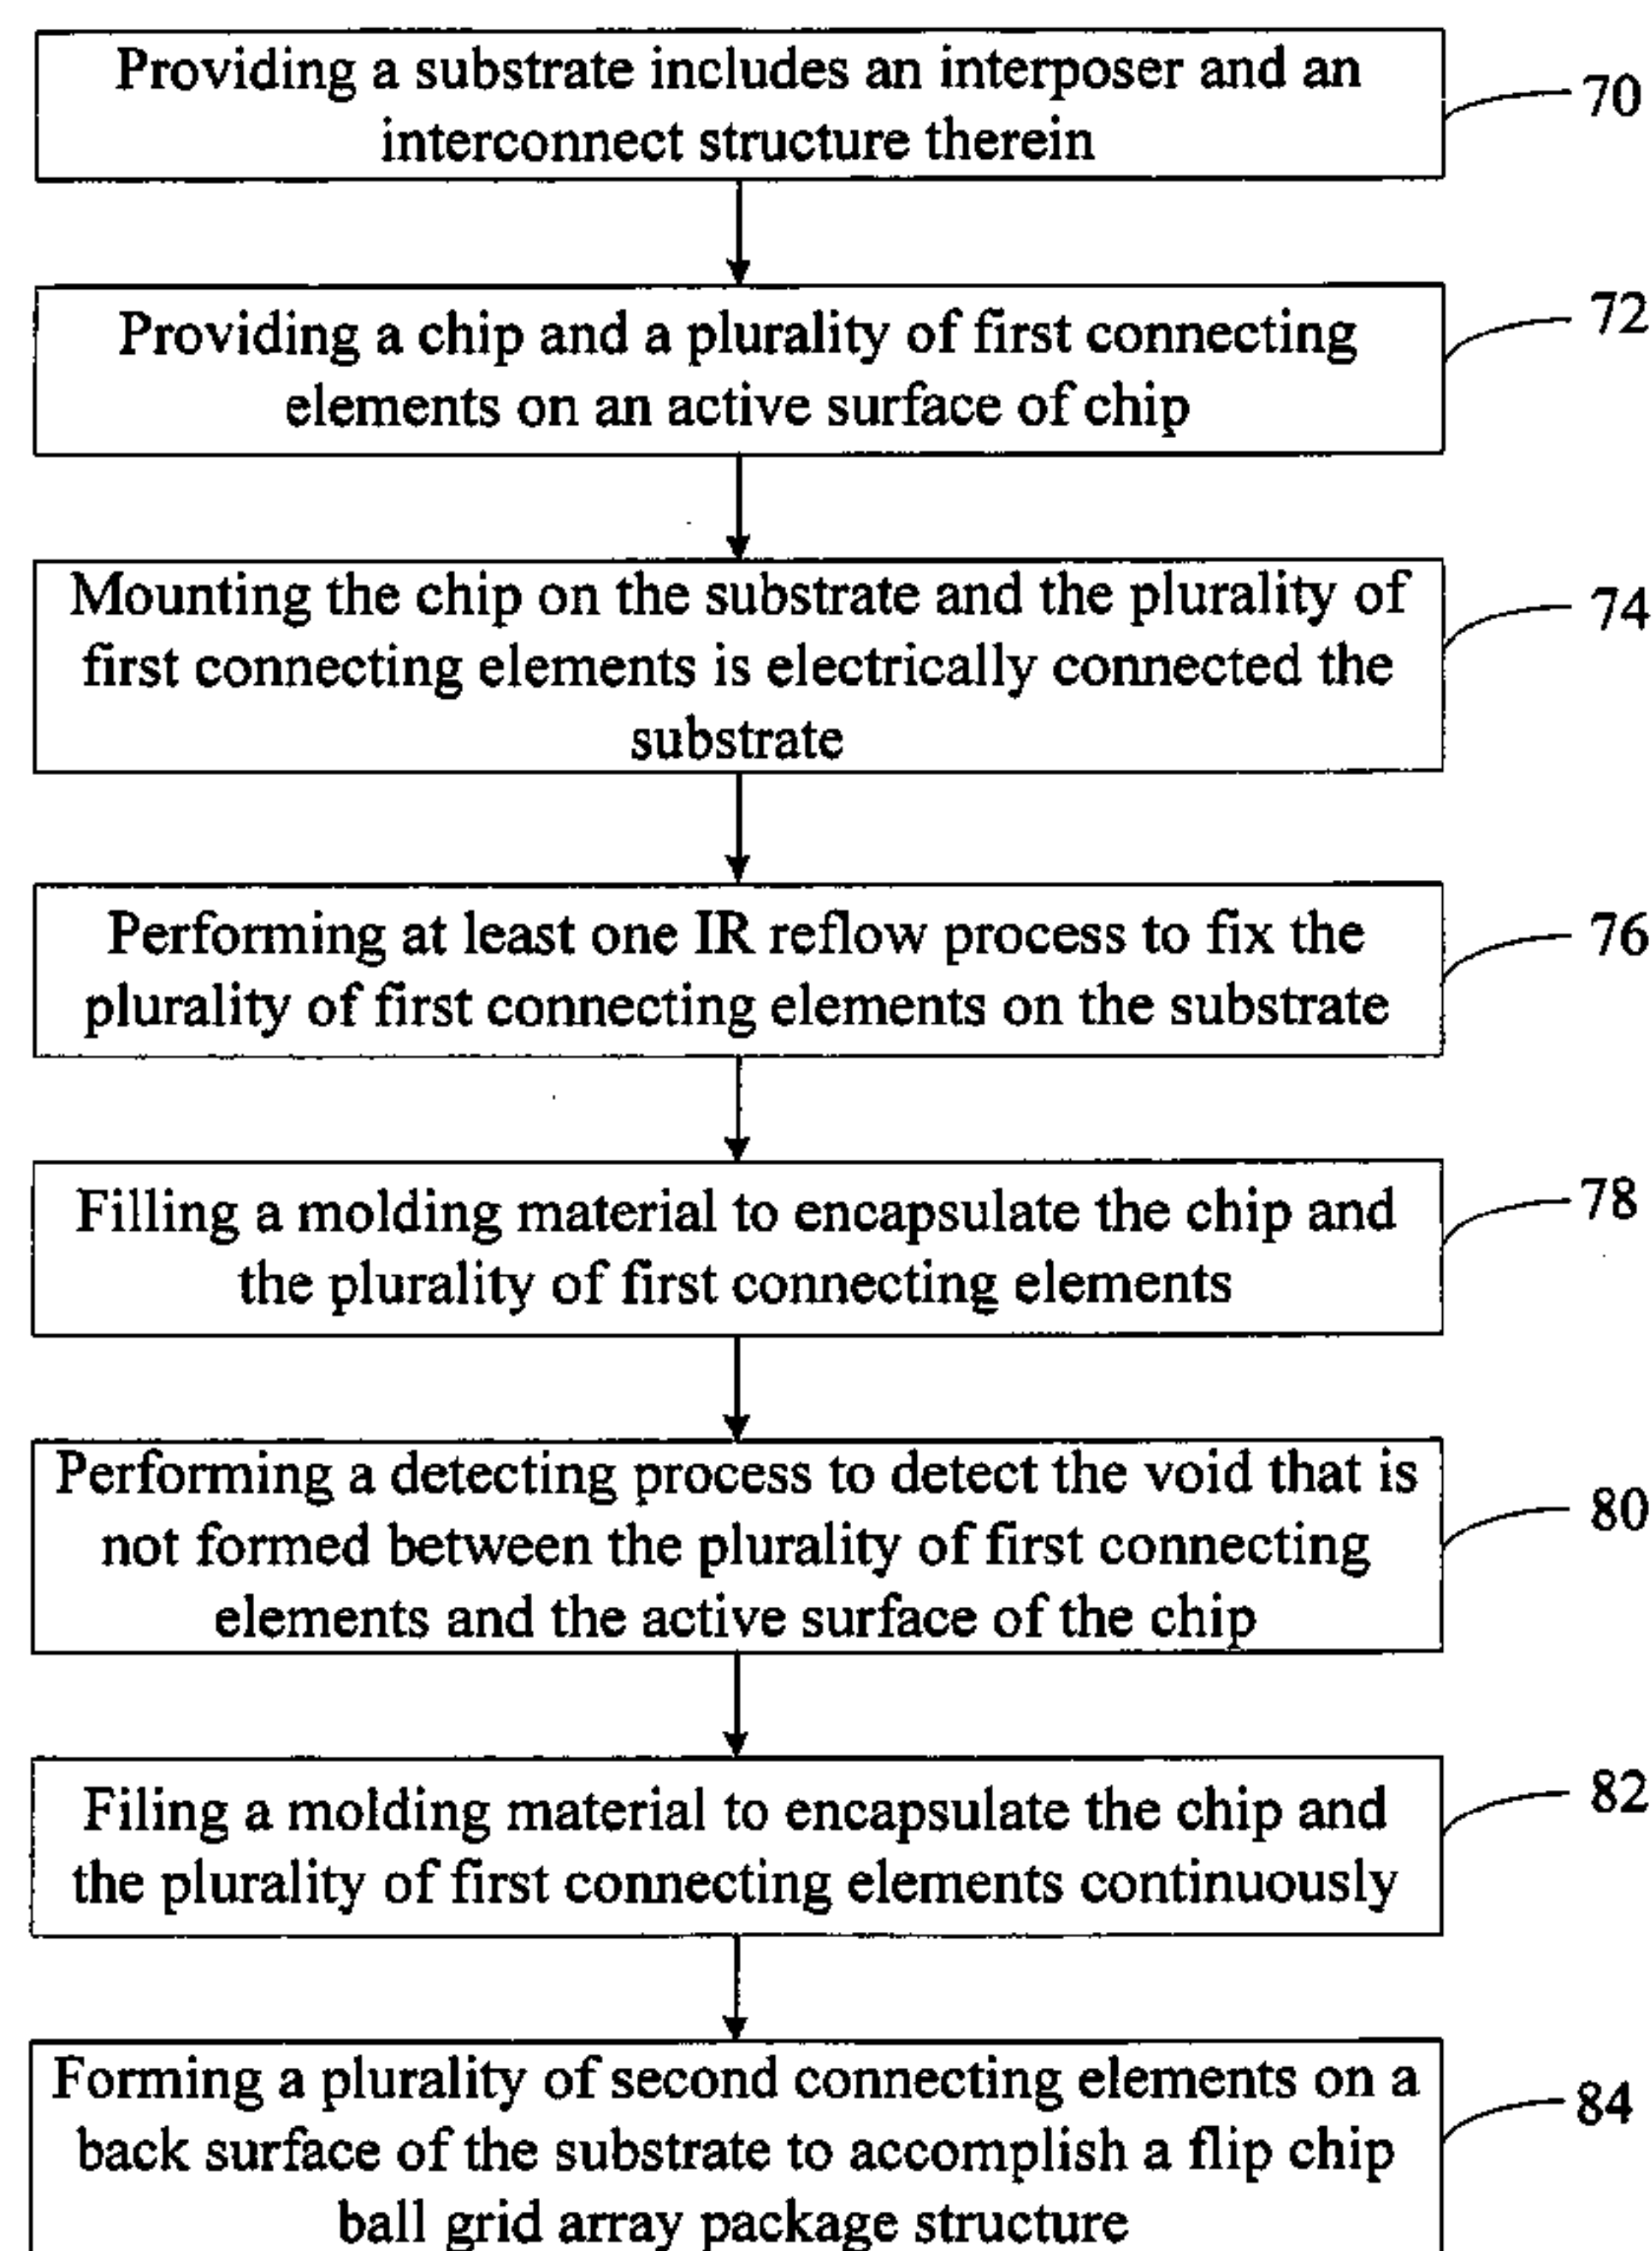 Providing a substrate includes an interposer and an
interconnect structure therein
70
Providing a chip and a plurality of first connecting
elements on an active surface of chip
72
Mounting the chip on the substrate and the plurality of
first connecting elements is electrically connected the
substrate
74
Performing at least one IR reflow process to fix the
plurality of first connecting elements on the substrate
76
Filling a molding material to encapsulate the chip and
the plurality of first connecting elements
78
Performing a detecting process to detect the void that is
not formed between the plurality of first connecting
elements and the active surface of the chip
80
Filing a molding material to encapsulate the chip and
the plurality of first connecting elements continuously
82
Forming a plurality of second connecting elements on a
back surface of the substrate to accomplish a flip chip
ball grid array package structure
84